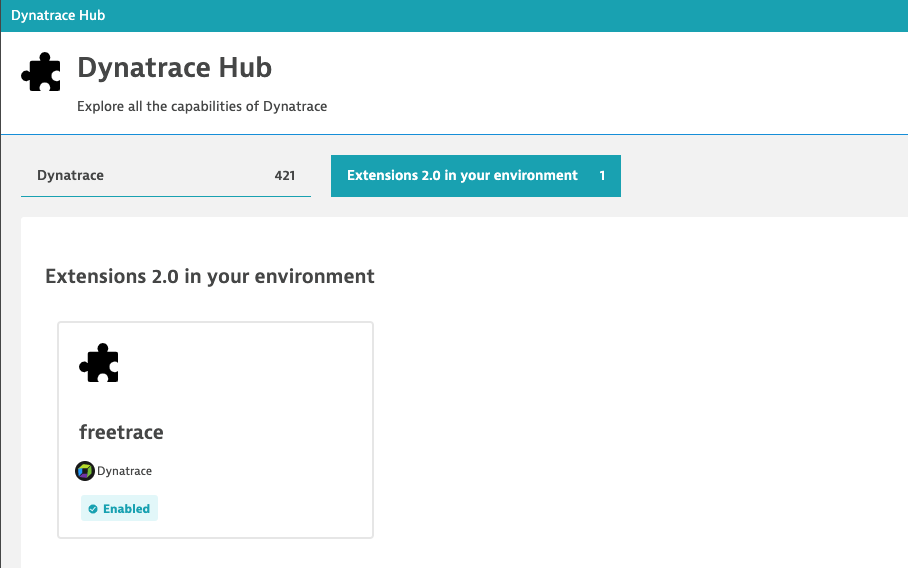 Dynatrace Hub
Dynatrace Hub
Explore all the capabilities of Dynatrace
Dynatrace 421
Extensions 2.0 in your environment 1
Extensions 2.0 in your environment
freetrace
Dynatrace
Enabled